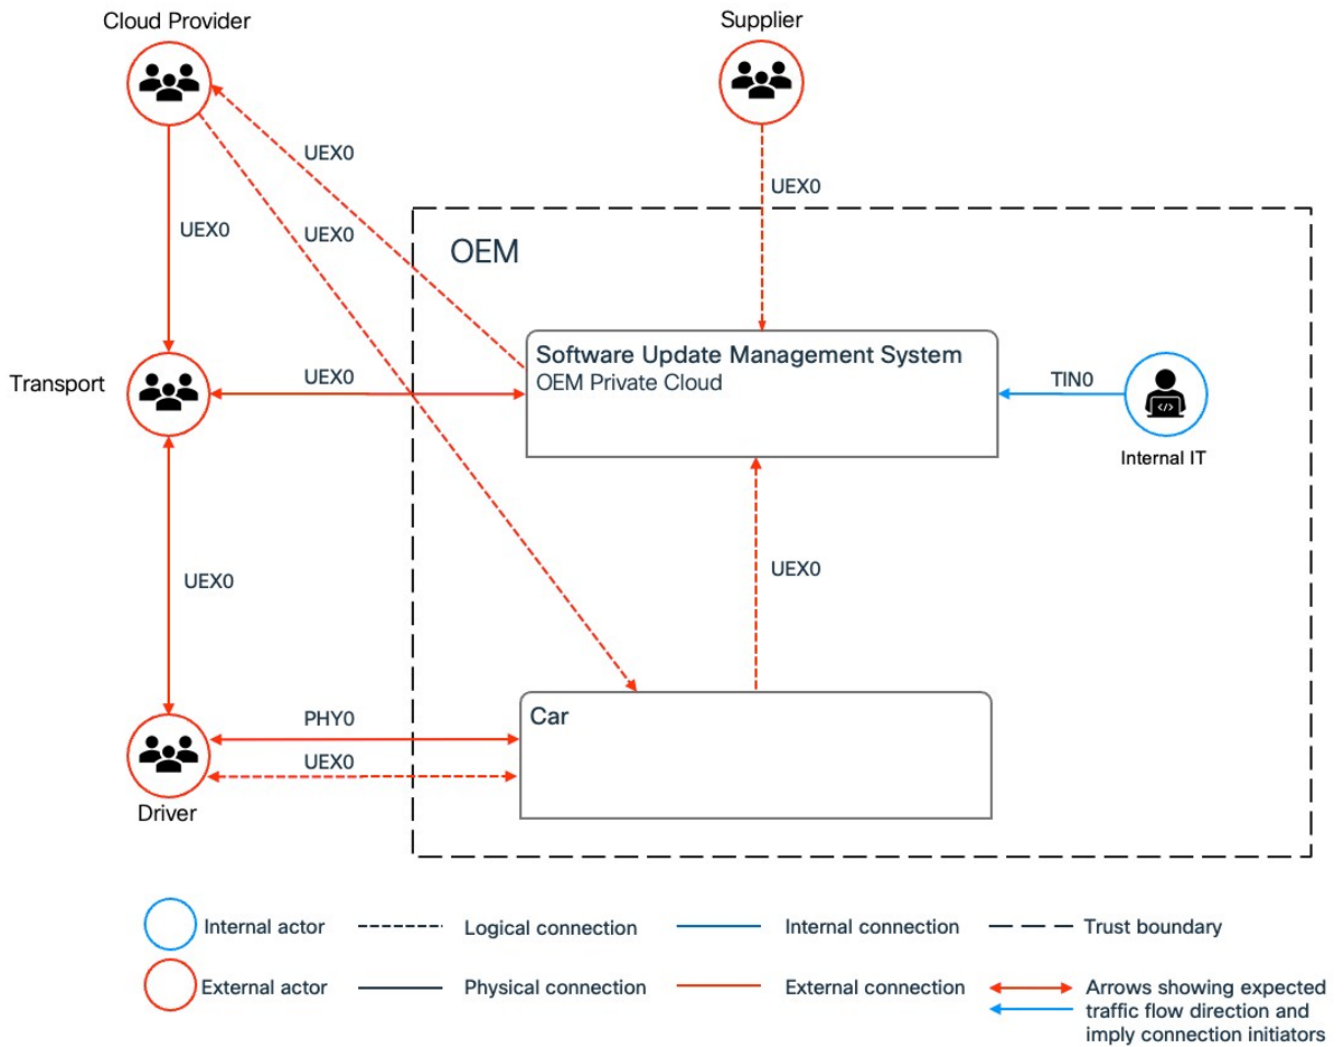 Cloud Provider
Supplier
UEX0
UEX0
UEX0
UEX0
OEM
Software Update Management System
OEM Private Cloud
Transport
UEX0
TIN0
Internal IT
UEX0
UEX0
Car
PHY0
UEX0
Driver
Internal actor
Logical connection
Internal connection
Trust boundary
External actor
Physical connection
External connection
Arrows showing expected
traffic flow direction and
imply connection initiators